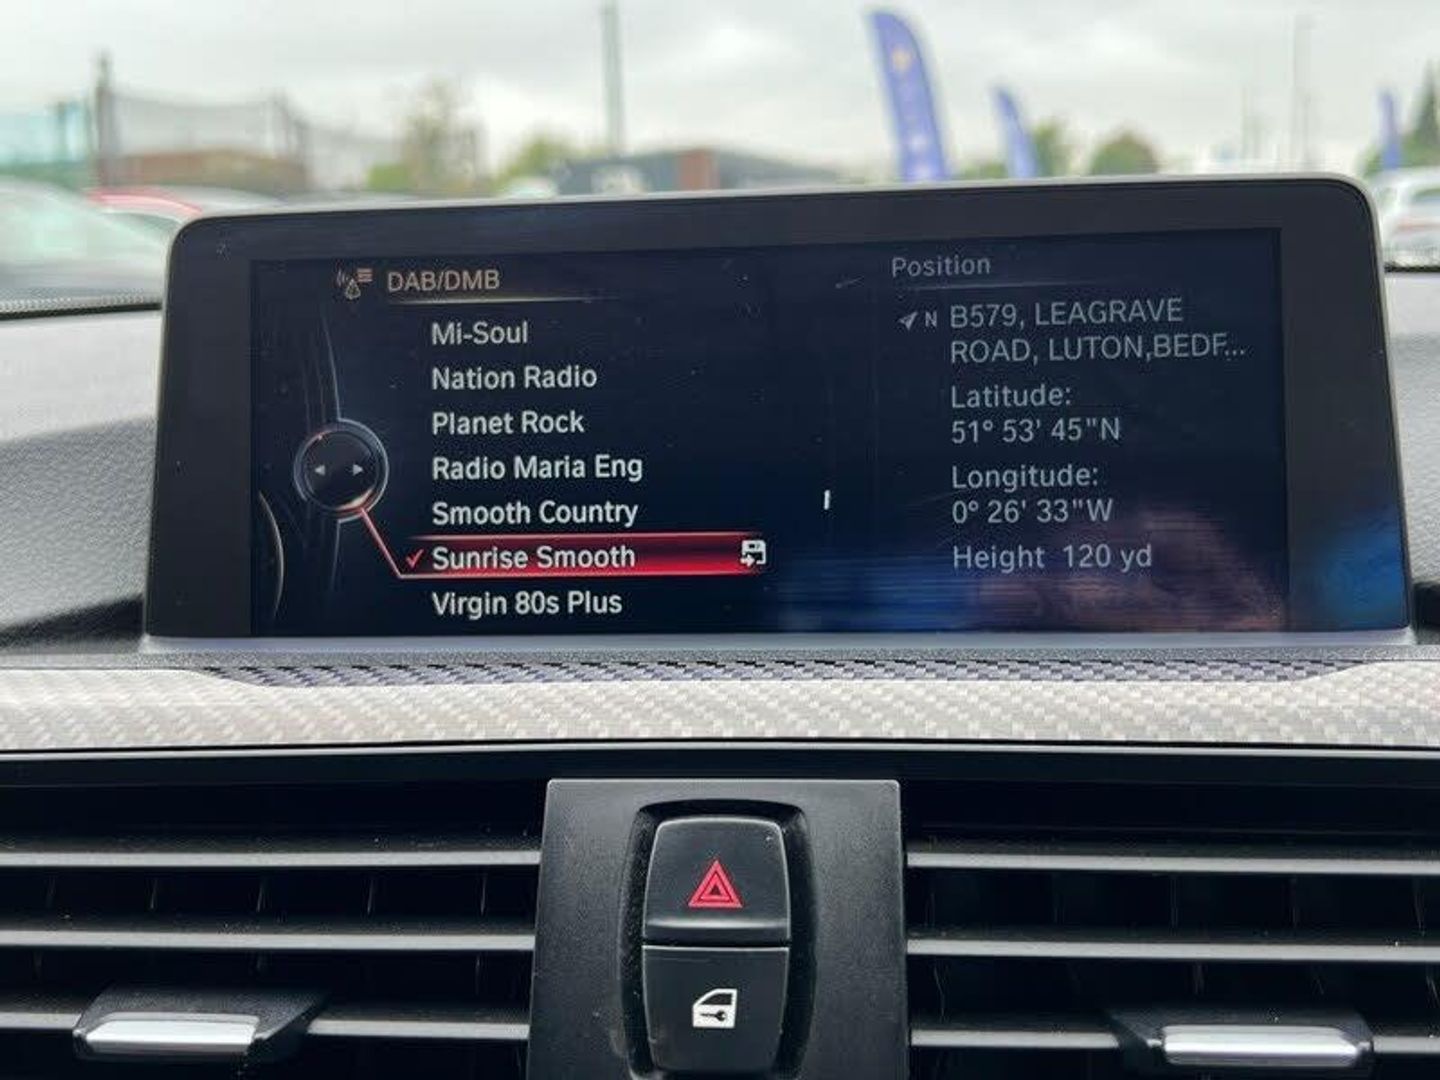 DAB/DMB
Mi-Soul
Nation Radio
Planet Rock
Radio Maria Eng
Smooth Country
Sunrise Smooth
Virgin 80s Plus
Position
N B579, LEAGRAVE
ROAD, LUTON,BEDF...
Latitude:
51° 53' 45"N
Longitude:
0° 26' 33"W
Height 120 yd